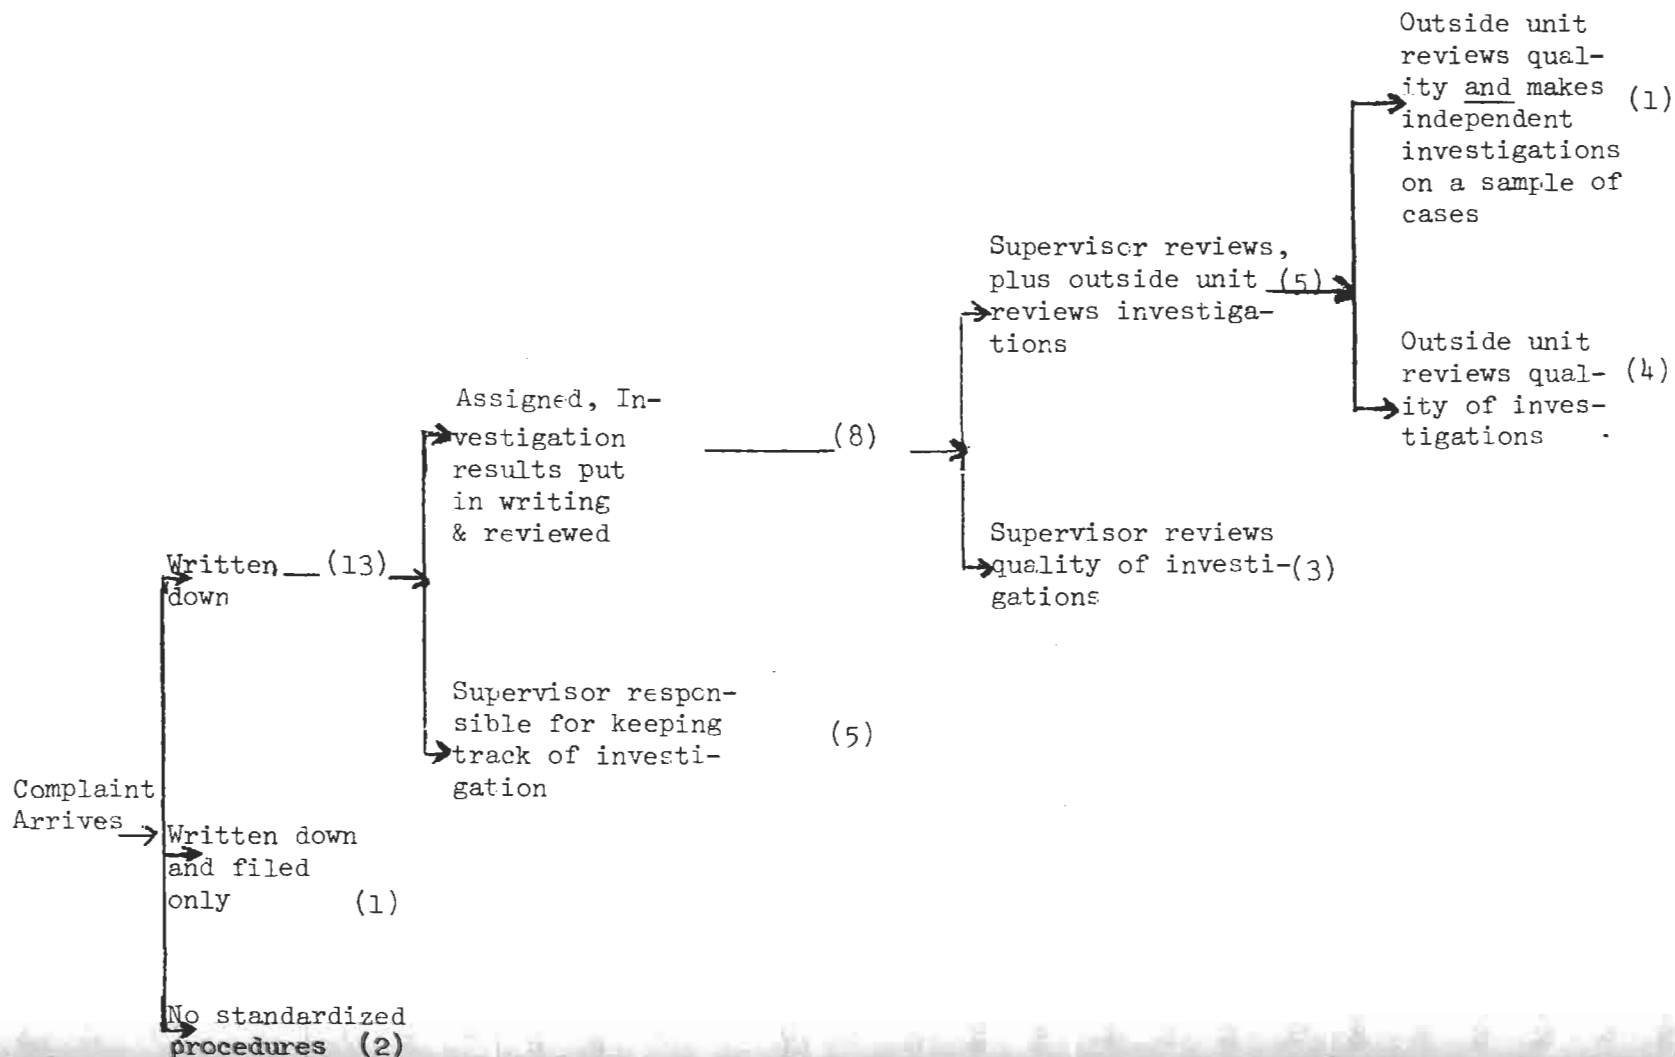 Outside unit
reviews qual-
ity and makes (1)
independent
investigations
on a sample of
cases
Supervisor reviews,
plus outside unit (5)
reviews investiga-
tions
Outside unit
reviews qual- (4)
ity of inves-
tigations
Assigned, In-
vestigation (8)
results put
in writing
& reviewed
Supervisor reviews
quality of investi- (3)
gations
Written (13)
down
Supervisor respon-
sible for keeping (5)
track of investi-
gation
Complaint
Arrives
Written down
and filed
only (1)
No standardized
procedures (2)